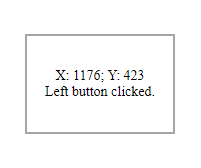 X: 1176; Y: 423
Left button clicked.